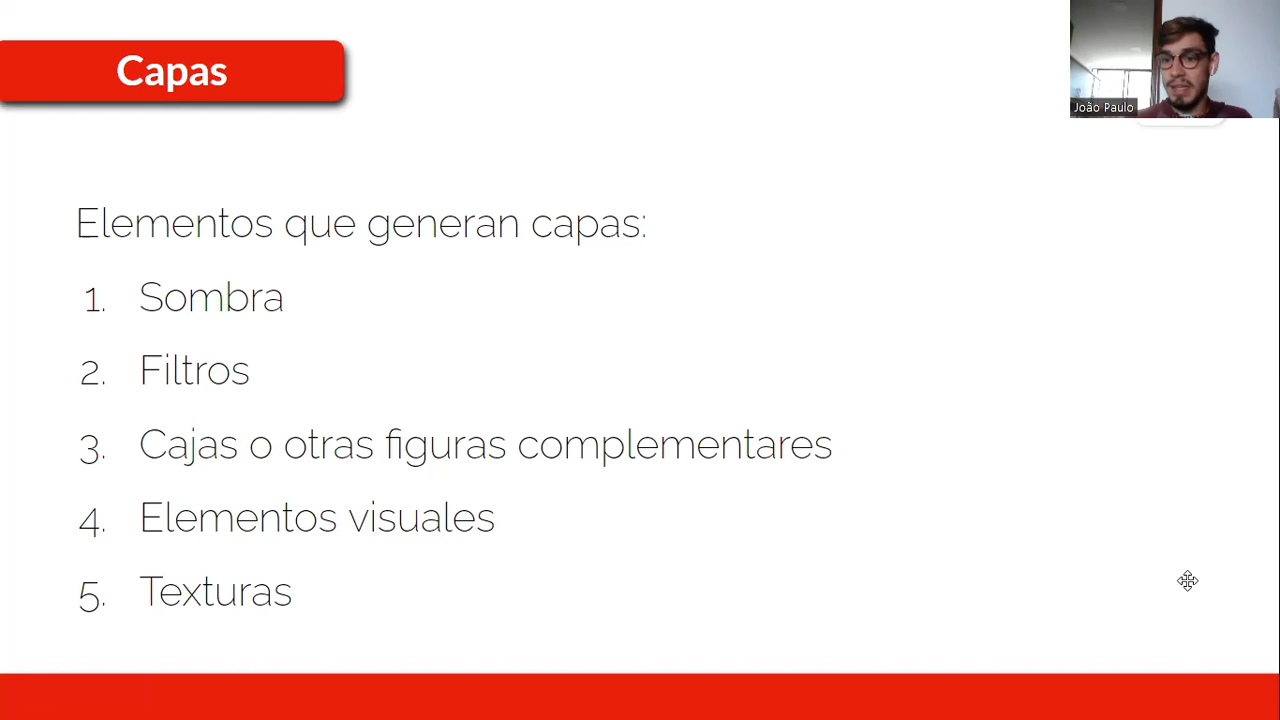 Capas
João Paulo
Elementos que generan capas:
1. Sombra
2. Filtros
3. Cajas o otras figuras complementares
4. Elementos visuales
5. Texturas